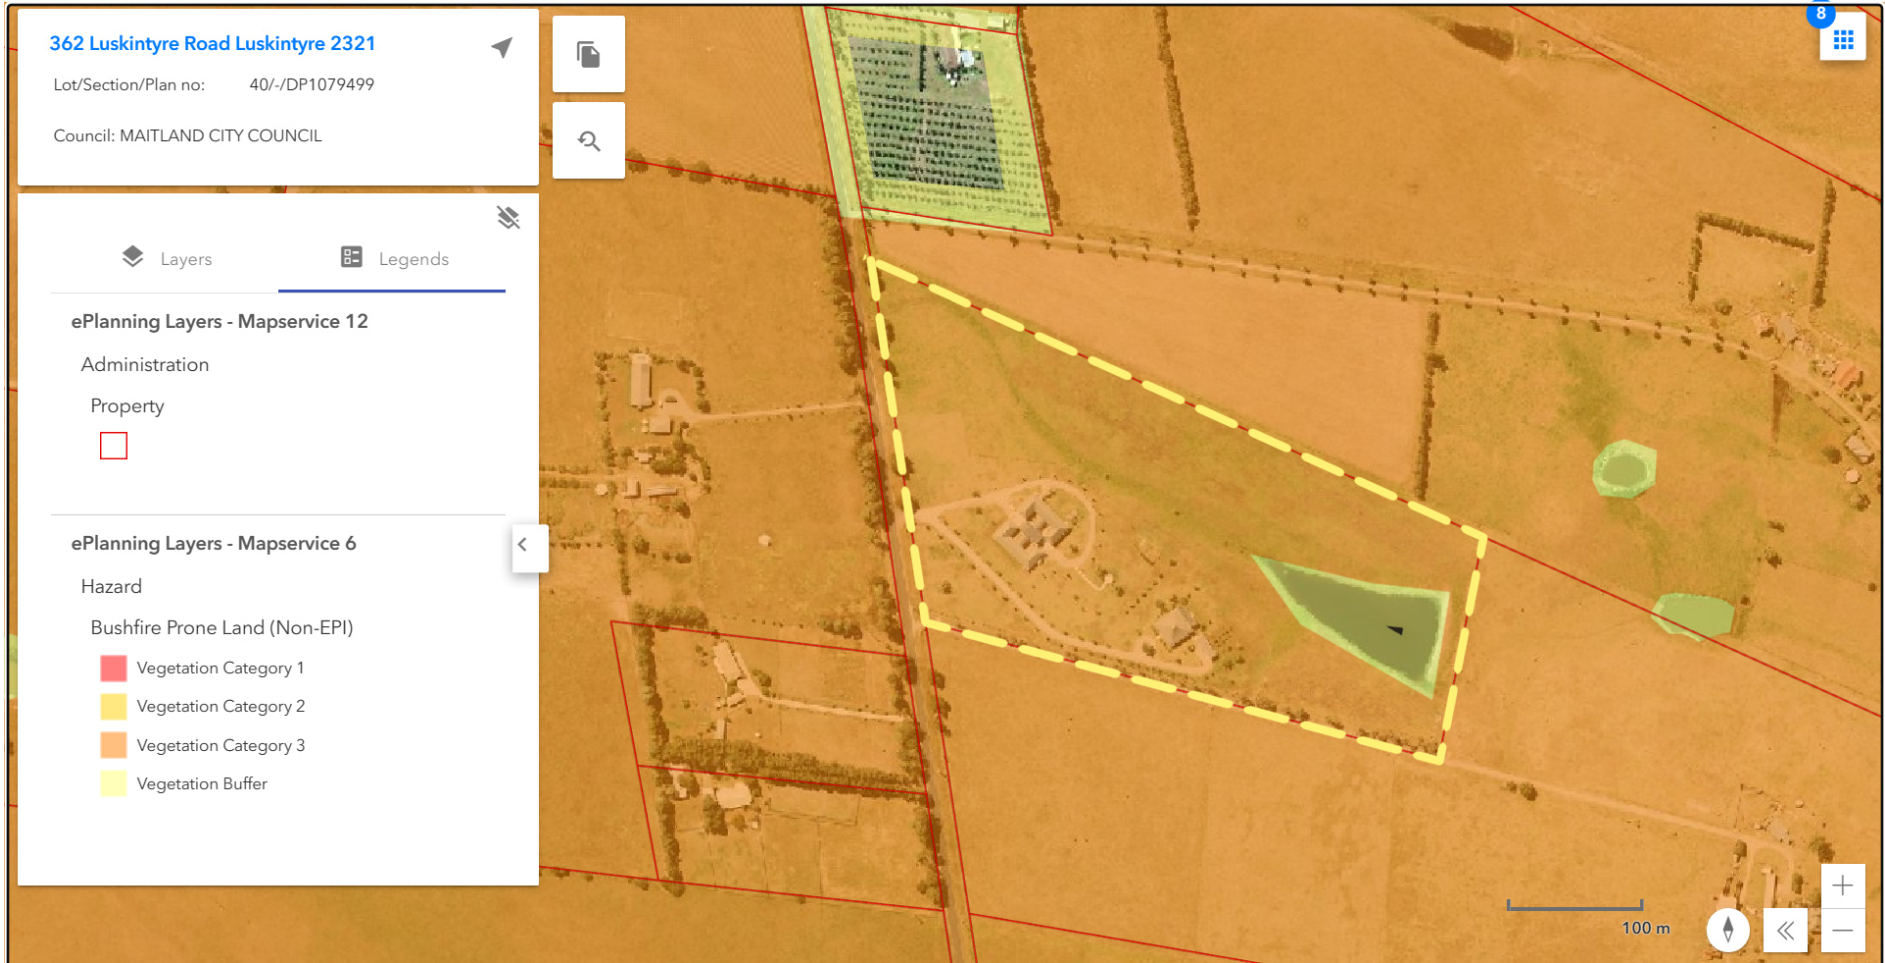 362 Luskintyre Road Luskintyre 2321
Lot/Section/Plan no: 40/-/DP1079499
Council: MAITLAND CITY COUNCIL
8
Layers Legends
ePlanning Layers - Mapservice 12
Administration
Property
ePlanning Layers - Mapservice 6
Hazard
Bushfire Prone Land (Non-EPI)
Vegetation Category 1
Vegetation Category 2
Vegetation Category 3
Vegetation Buffer
100 m